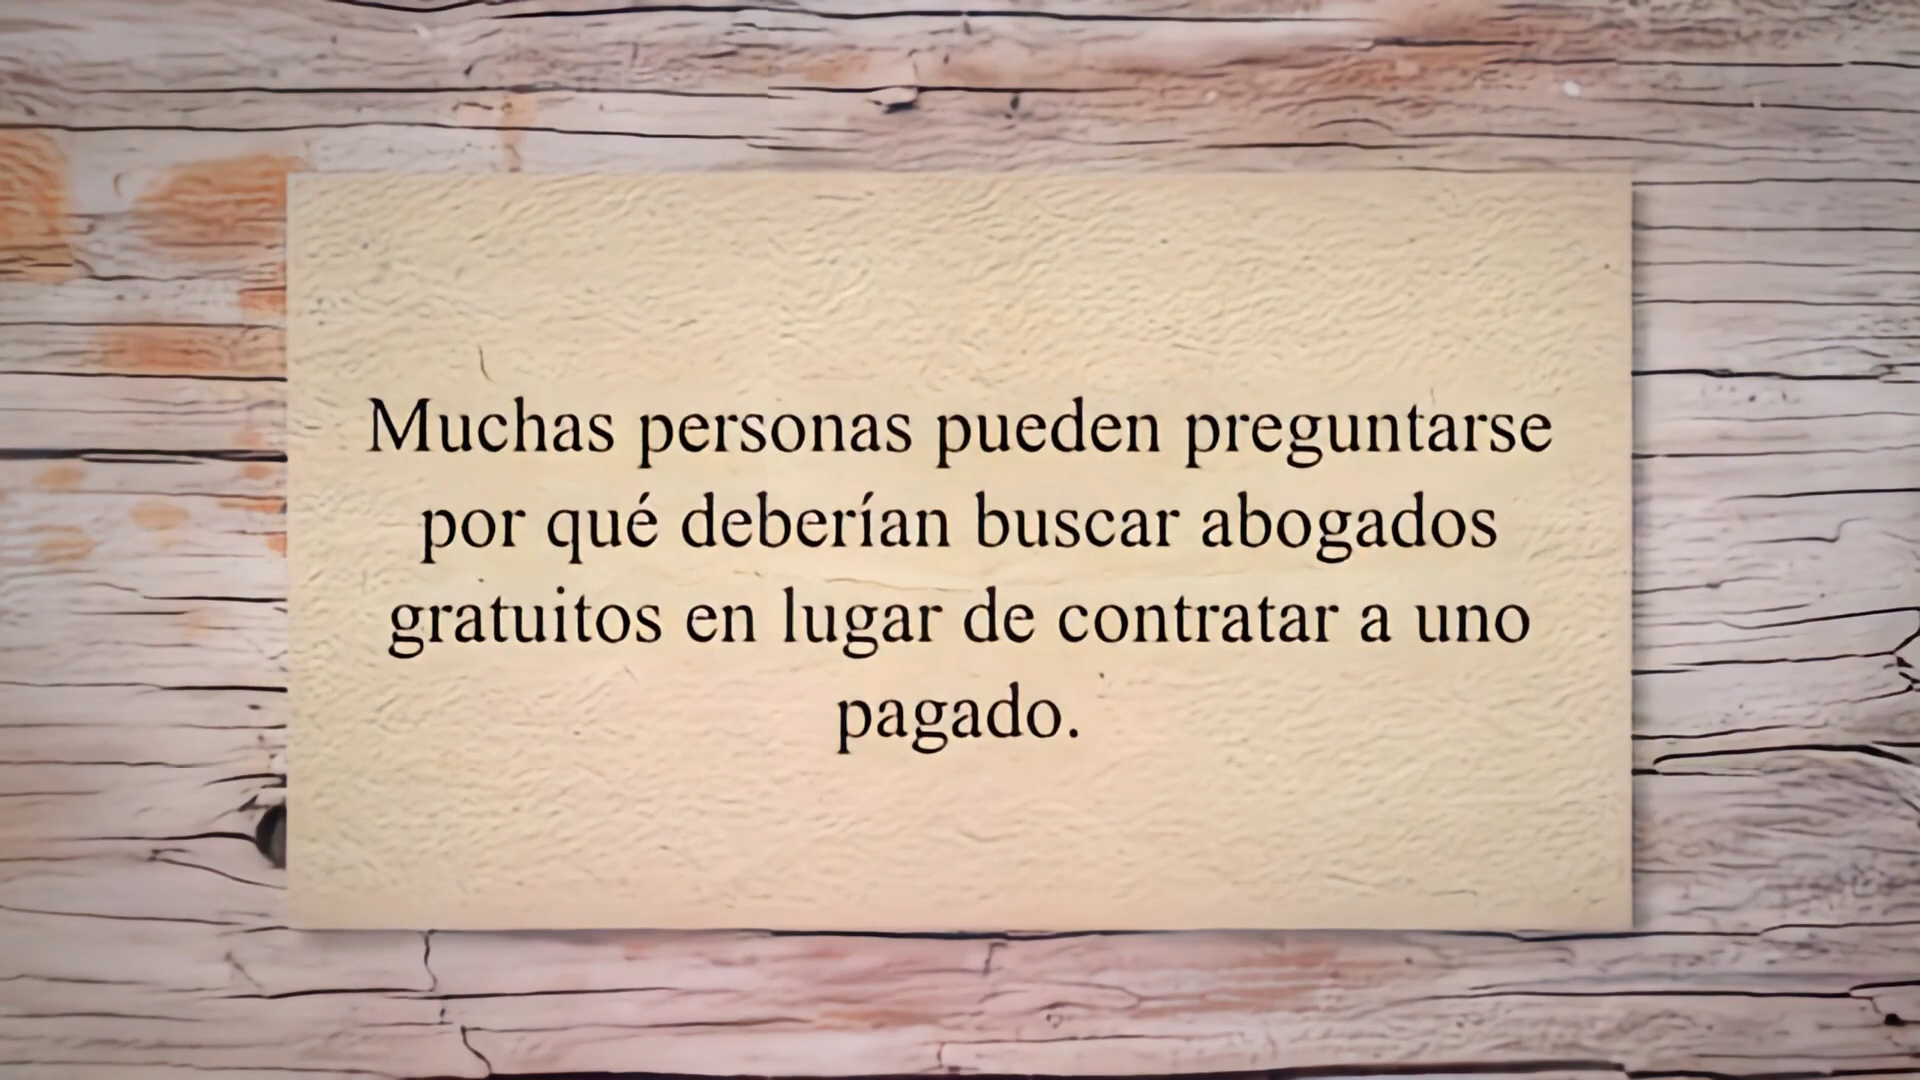 Muchas personas pueden preguntarse
por qué deberían buscar abogados
gratuitos en lugar de contratar a uno
pagado.